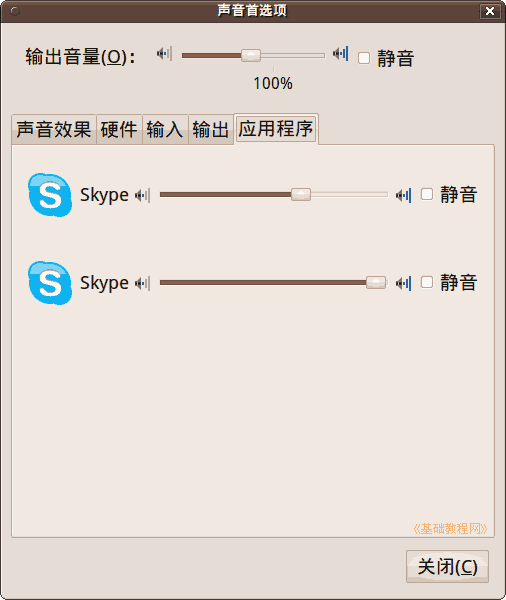 声音首选项
输出音量(O)： 静音
100%
声音效果 硬件 输入 输出 应用程序
S Skype 静音
S Skype 静音
《基础教程网》
关闭(C)